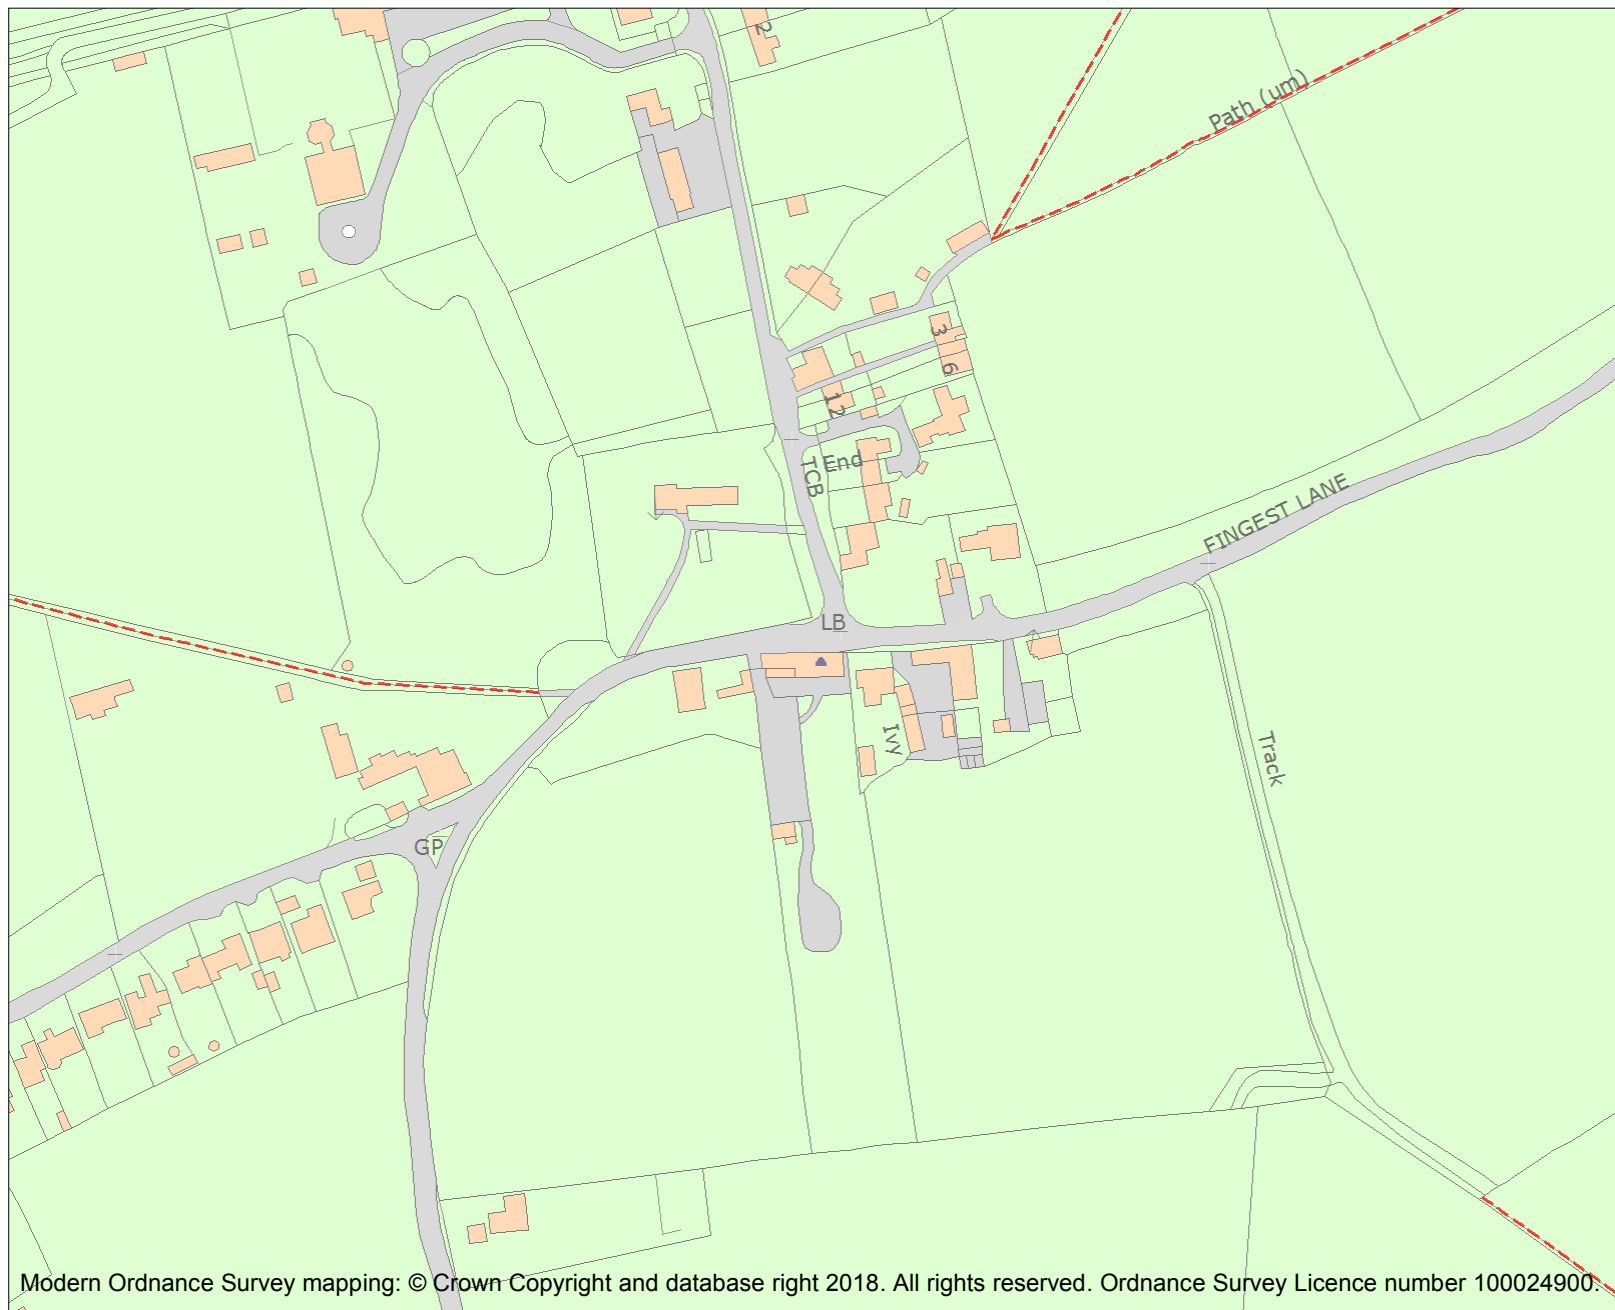 2
Path (um)
3
6
12
End
TCB
FINGEST LANE
LB
Ivy
Track
GP
Modern Ordnance Survey mapping: © Crown Copyright and database right 2018. All rights reserved. Ordnance Survey Licence number 100024900.